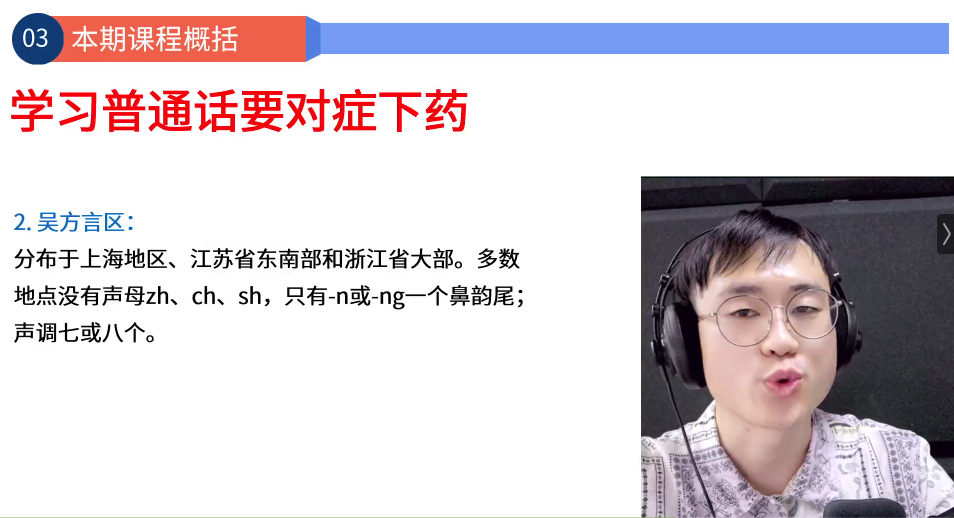 03 本期课程概括
学习普通话要对症下药
2. 吴方言区：
分布于上海地区、江苏省东南部和浙江省大部。多数
地点没有声母zh、ch、sh，只有-n或-ng一个鼻韵尾；
声调七或八个。